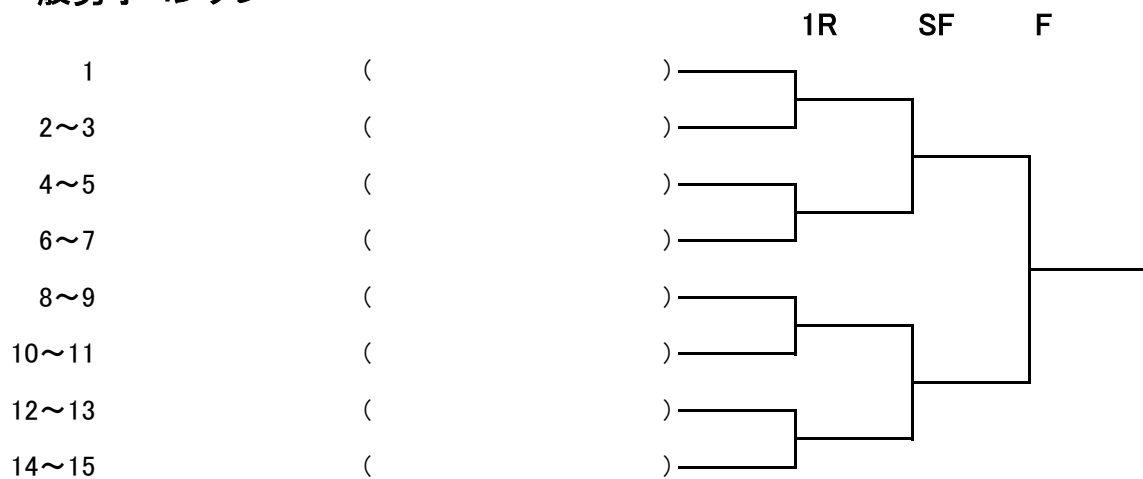 1R SF F
1 ( )
2～3 ( )
4～5 ( )
6～7 ( )
8～9 ( )
10～11 ( )
12～13 ( )
14～15 ( )